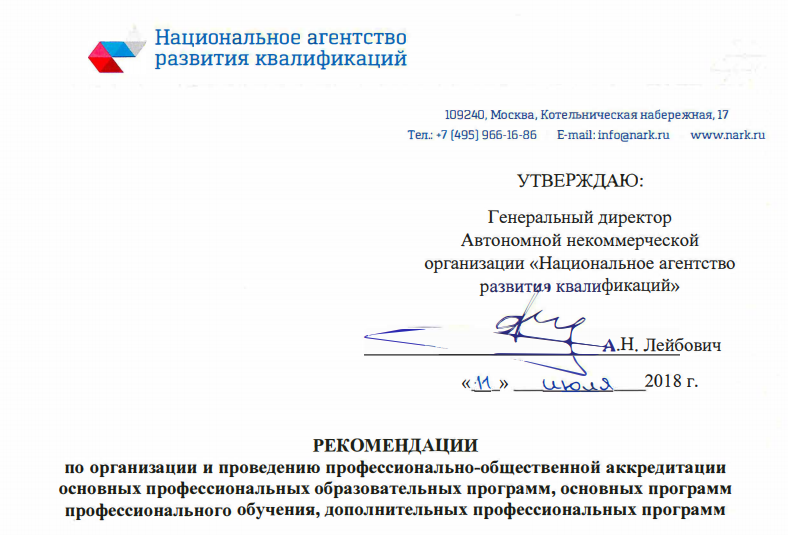 Национальное агентство
развития квалификаций
109240, Москва, Котельническая набережная, 17
Тел.: +7 (495) 966-16-86 E-mail: info@nark.ru www.nark.ru
УТВЕРЖДАЮ:
Генеральный директор
Автономной некоммерческой
организации «Национальное агентство
развития квалификаций»
А.Н. Лейбович
«11» июля 2018 г.
РЕКОМЕНДАЦИИ
по организации и проведению профессионально-общественной аккредитации
основных профессиональных образовательных программ, основных программ
профессионального обучения, дополнительных профессиональных программ